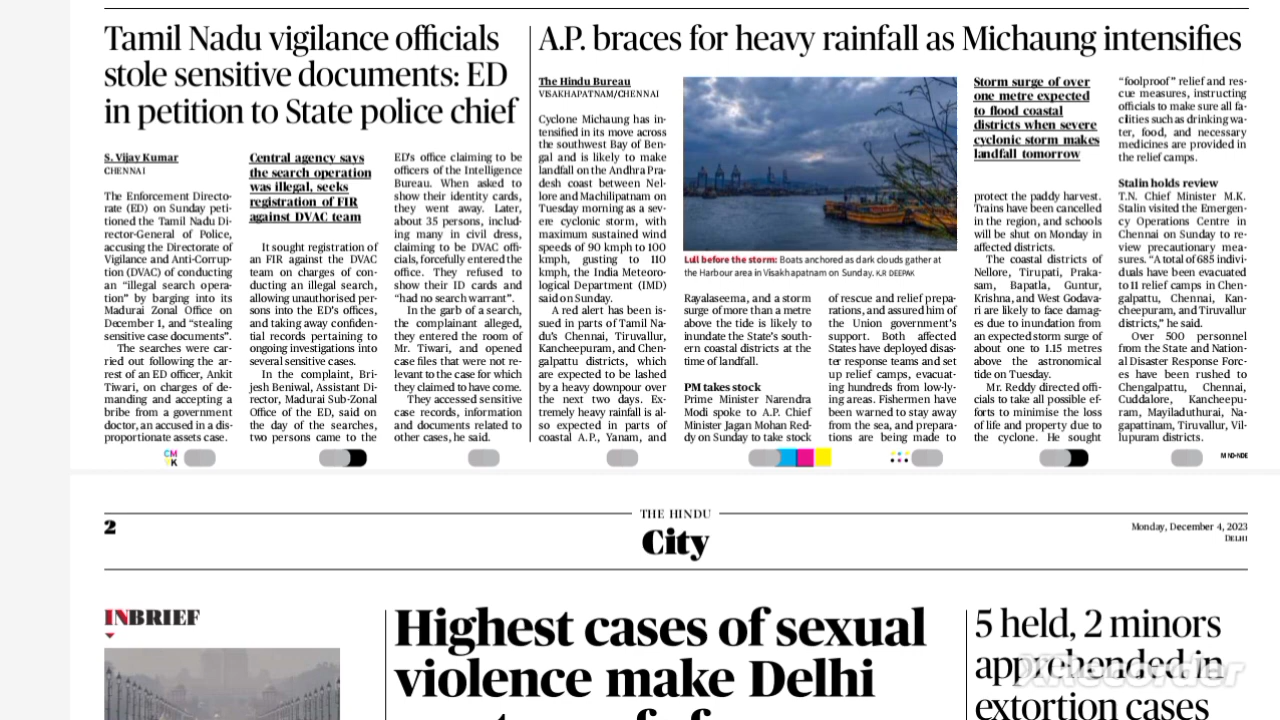 Tamil Nadu vigilance officials
stole sensitive documents: ED
in petition to State police chief
S. Vijay Kumar
CHENNAI
The Enforcement Directo-
rate (ED) on Sunday peti-
tioned the Tamil Nadu Di-
rector-General of Police,
accusing the Directorate of
Vigilance and Anti-Corrup-
tion (DVAC) of conducting
an “illegal search opera-
tion” by barging into its
Madurai Zonal Office on
December 1, and “stealing
sensitive case documents”.
The searches were car-
ried out following the ar-
rest of an ED officer, Ankit
Tiwari, on charges of de-
manding and accepting a
bribe from a government
doctor, an accused in a dis-
proportionate assets case.
Central agency says
the search operation
was illegal, seeks
registration of FIR
against DVAC team
It sought registration of
an FIR against the DVAC
team on charges of con-
ducting an illegal search,
allowing unauthorised per-
sons into the ED’s offices,
and taking away confiden-
tial records pertaining to
ongoing investigations into
several sensitive cases.
In the complaint, Bri-
jesh Beniwal, Assistant Di-
rector, Madurai Sub-Zonal
Office of the ED, said on
the day of the searches,
two persons came to the
ED’s office claiming to be
officers of the Intelligence
Bureau. When asked to
show their identity cards,
they went away. Later,
about 35 persons, includ-
ing many in civil dress,
claiming to be DVAC offi-
cials, forcefully entered the
office. They refused to
show their ID cards and
“had no search warrant”.
In the garb of a search,
the complainant alleged,
they entered the room of
Mr. Tiwari, and opened
case files that were not re-
levant to the case for which
they claimed to have come.
They accessed sensitive
case records, information
and documents related to
other cases, he said.
A.P. braces for heavy rainfall as Michaung intensifies
The Hindu Bureau
VISAKHAPATNAM/CHENNAI
Cyclone Michaung has in-
tensified in its move across
the southwest Bay of Ben-
gal and is likely to make
landfall on the Andhra Pra-
desh coast between Nel-
lore and Machilipatnam on
Tuesday morning as a sev-
ere cyclonic storm, with
maximum sustained wind
speeds of 90 kmph to 100
kmph, gusting to 110
kmph, the India Meteoro-
logical Department (IMD)
said on Sunday.
A red alert has been is-
sued in parts of Tamil Na-
du’s Chennai, Tiruvallur,
Kancheepuram, and Chen-
galpattu districts, which
are expected to be lashed
by a heavy downpour over
the next two days. Ex-
tremely heavy rainfall is al-
so expected in parts of
coastal A.P., Yanam, and
Lull before the storm: Boats anchored as dark clouds gather at
the Harbour area in Visakhapatnam on Sunday. K.R DEEPAK
Rayalaseema, and a storm
surge of more than a metre
above the tide is likely to
inundate the State’s south-
ern coastal districts at the
time of landfall.
PM takes stock
Prime Minister Narendra
Modi spoke to A.P. Chief
Minister Jagan Mohan Red-
dy on Sunday to take stock
of rescue and relief prepa-
rations, and assured him of
the Union government’s
support. Both affected
States have deployed disas-
ter response teams and set
up relief camps, evacuat-
ing hundreds from low-ly-
ing areas. Fishermen have
been warned to stay away
from the sea, and prepara-
tions are being made to
Storm surge of over
one metre expected
to flood coastal
districts when severe
cyclonic storm makes
landfall tomorrow
protect the paddy harvest.
Trains have been cancelled
in the region, and schools
will be shut on Monday in
affected districts.
The coastal districts of
Nellore, Tirupati, Praka-
sam, Bapatla, Guntur,
Krishna, and West Godava-
ri are likely to face damag-
es due to inundation from
an expected storm surge of
about one to 1.15 metres
above the astronomical
tide on Tuesday.
Mr. Reddy directed offi-
cials to take all possible ef-
forts to minimise the loss
of life and property due to
the cyclone. He sought
“foolproof” relief and res-
cue measures, instructing
officials to make sure all fa-
cilities such as drinking wa-
ter, food, and necessary
medicines are provided in
the relief camps.
Stalin holds review
T.N. Chief Minister M.K.
Stalin visited the Emergen-
cy Operations Centre in
Chennai on Sunday to re-
view precautionary mea-
sures. “A total of 685 indivi-
duals have been evacuated
to 11 relief camps in Chen-
galpattu, Chennai, Kan-
cheepuram, and Tiruvallur
districts,” he said.
Over 500 personnel
from the State and Nation-
al Disaster Response Forc-
es have been rushed to
Chengalpattu, Chennai,
Cuddalore, Kancheepu-
ram, Mayiladuthurai, Na-
gapattinam, Tiruvallur, Vil-
lupuram districts.
CM
YK
M ND-NDE
2
THE HINDU
City
Monday, December 4, 2023
DELHI
INBRIEF
Highest cases of sexual
violence make Delhi
5 held, 2 minors
apprehended in
extortion cases
XRecorder